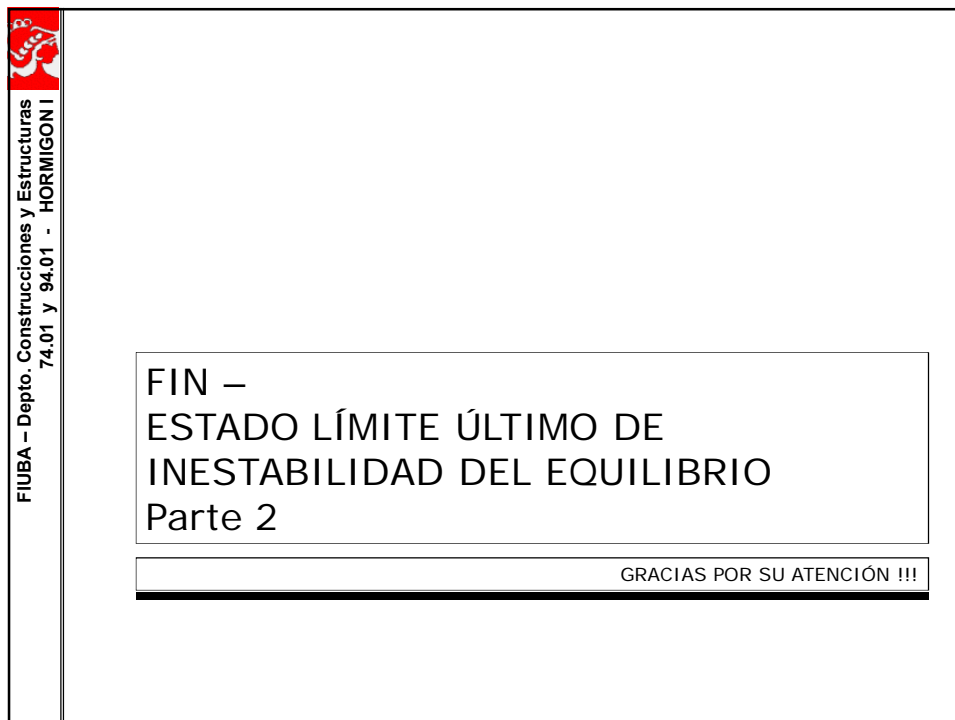 FIUBA – Depto. Construcciones y Estructuras
74.01 y 94.01 - HORMIGON I
FIN –
ESTADO LÍMITE ÚLTIMO DE
INESTABILIDAD DEL EQUILIBRIO
Parte 2
GRACIAS POR SU ATENCIÓN !!!